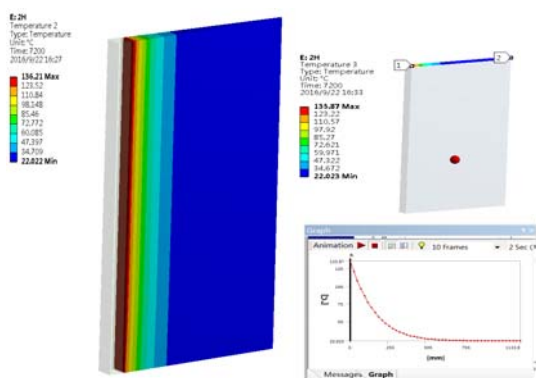 E: 2H
Temperature 2
Type: Temperature
Unit: °C
Time: 7200
2016/9/22 16:27
136.21 Max
123.52
110.84
98.148
85.46
72.772
60.085
47.397
34.709
22.022 Min
E: 2H
Temperature 3
Type: Temperature
Unit: °C
Time: 7200
2016/9/22 16:33
135.87 Max
123.22
110.57
97.92
85.27
72.621
59.971
47.322
34.672
22.023 Min
1
2
Graph
Animation
10 Frames
2 Sec
[°C]
0
250
500
750
(mm)
Messages Graph